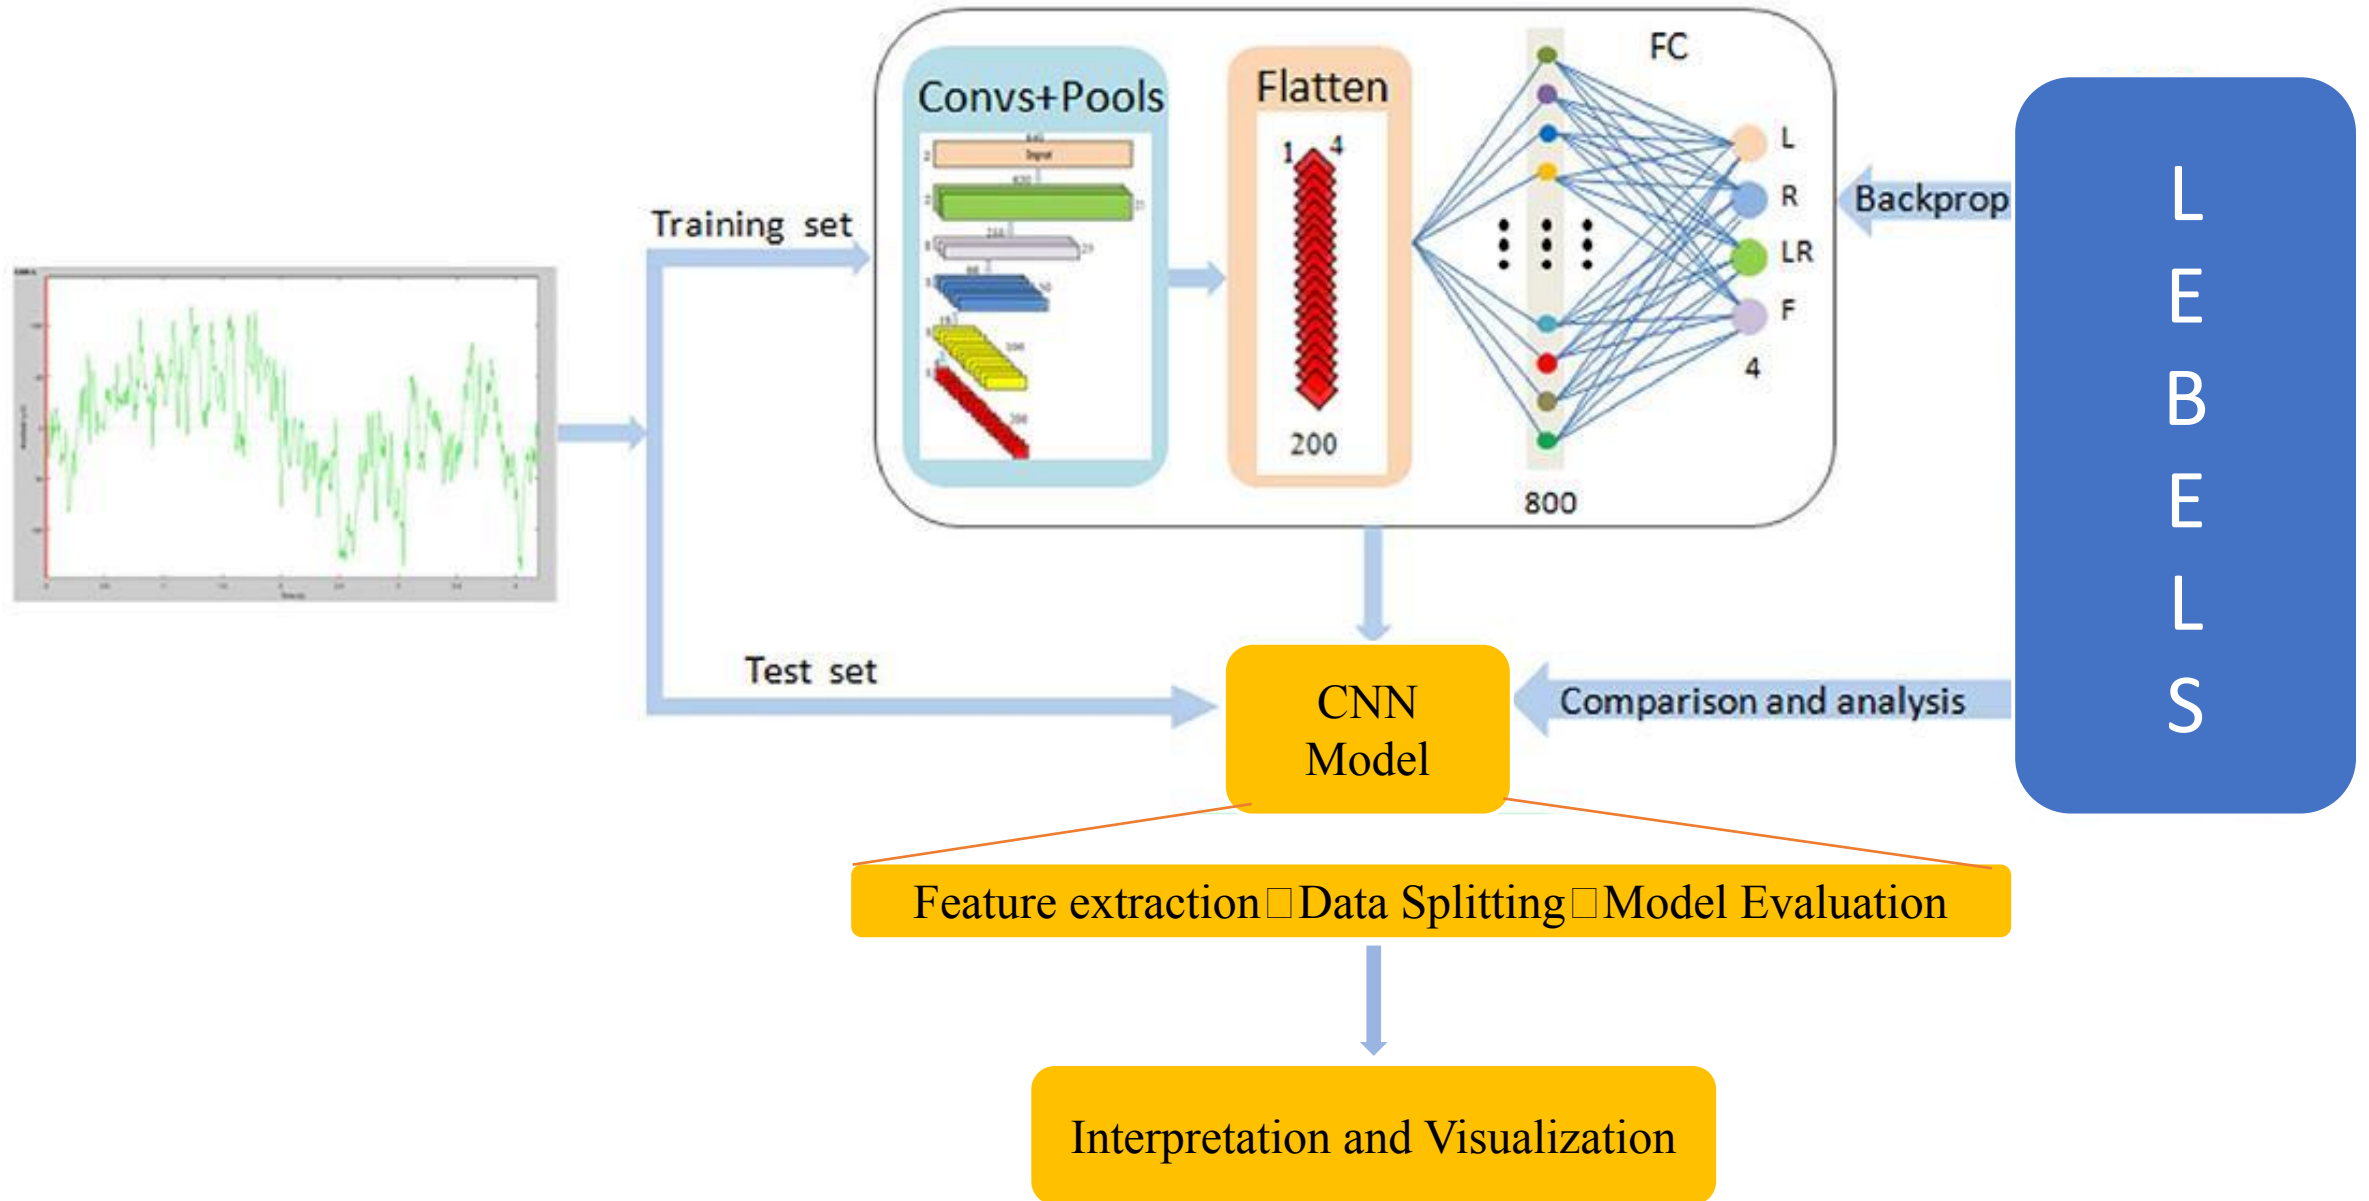 FC
Convs+Pools
Flatten
Input
1 4
L
R
LR
F
4
200
800
Training set
Backprop
L
E
B
E
L
S
Test set
CNN
Model
Comparison and analysis
Feature extraction□Data Splitting□Model Evaluation
Interpretation and Visualization